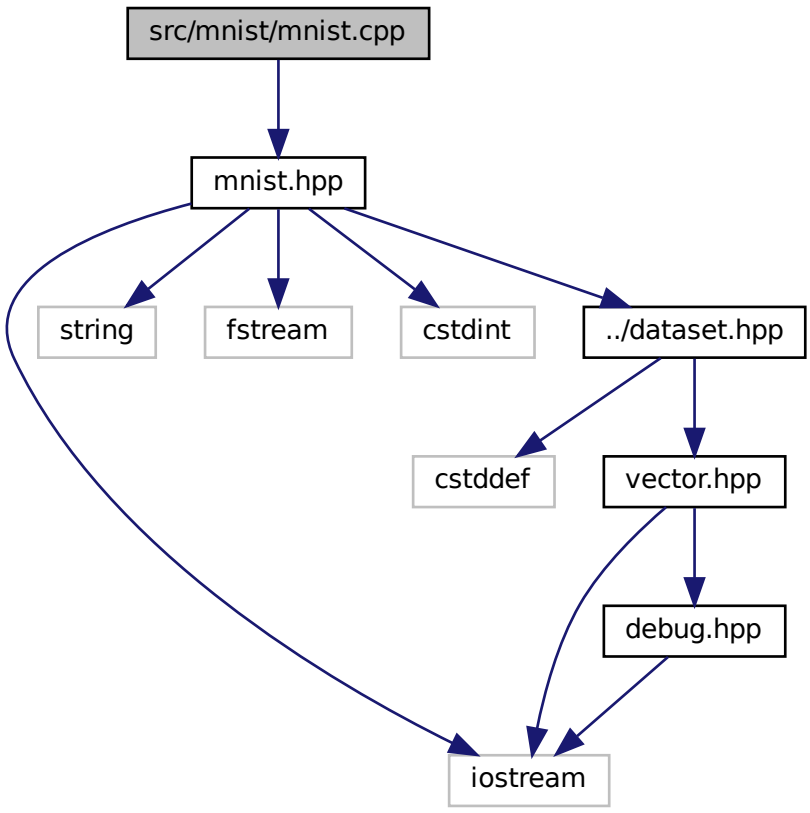 src/mnist/mnist.cpp
mnist.hpp
string
fstream
cstdint
../dataset.hpp
cstddef
vector.hpp
debug.hpp
iostream